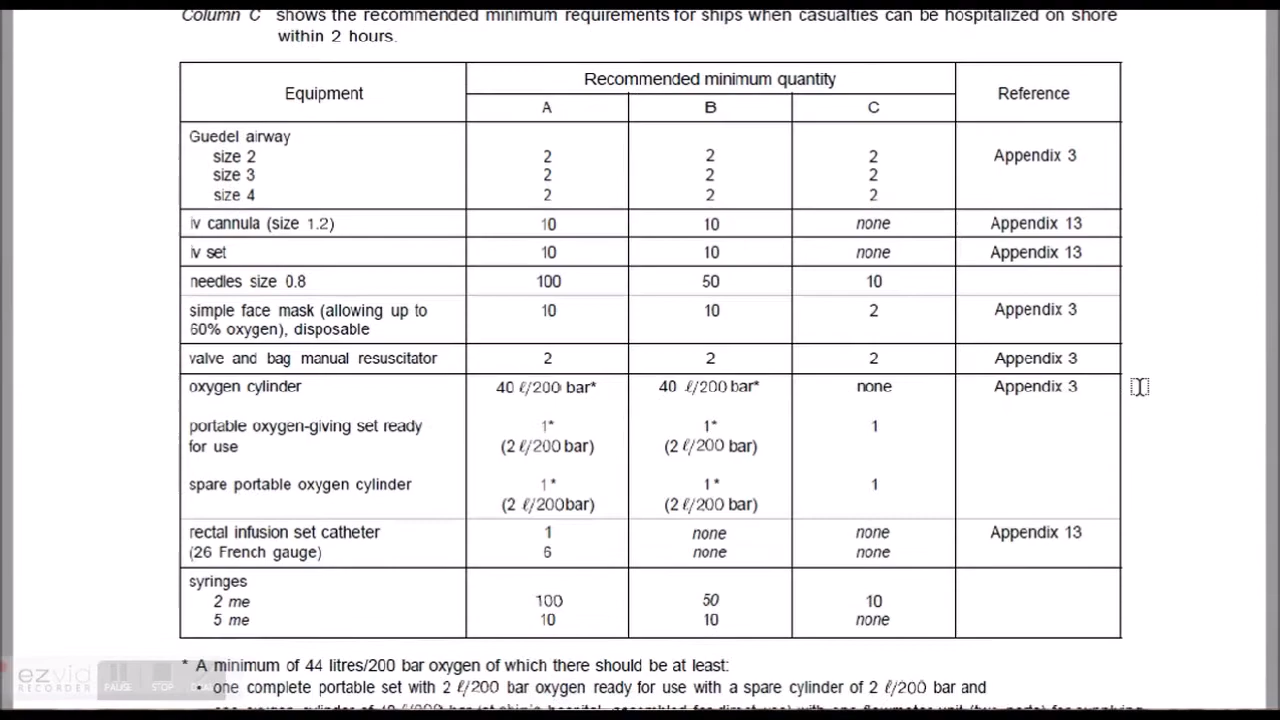 Column C shows the recommended minimum requirements for ships when casualties can be hospitalized on shore
within 2 hours.
Equipment Recommended minimum quantity Reference
A B C
Guedel airway
size 2 2 2 2 Appendix 3
size 3 2 2 2
size 4 2 2 2
iv cannula (size 1.2) 10 10 none Appendix 13
iv set 10 10 none Appendix 13
needles size 0.8 100 50 10
simple face mask (allowing up to 10 10 2 Appendix 3
60% oxygen), disposable
valve and bag manual resuscitator 2 2 2 Appendix 3
oxygen cylinder 40 ℓ/200 bar* 40 ℓ/200 bar* none Appendix 3
portable oxygen-giving set ready 1* 1* 1
for use (2 ℓ/200 bar) (2 ℓ/200 bar)
spare portable oxygen cylinder 1* 1* 1
(2 ℓ/200bar) (2 ℓ/200 bar)
rectal infusion set catheter 1 none none Appendix 13
(26 French gauge) 6 none none
syringes
2 me 100 50 10
5 me 10 10 none
* A minimum of 44 litres/200 bar oxygen of which there should be at least:
• one complete portable set with 2 ℓ/200 bar oxygen ready for use with a spare cylinder of 2 ℓ/200 bar and
ezvid
RECORDER
PAUSE STOP